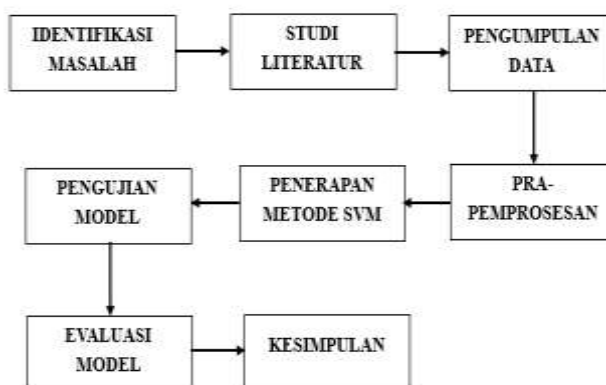 IDENTIFIKASI
MASALAH
STUDI
LITERATUR
PENGUMPULAN
DATA
PRA-
PEMPROSESAN
PENERAPAN
METODE SVM
PENGUJIAN
MODEL
EVALUASI
MODEL
KESIMPULAN